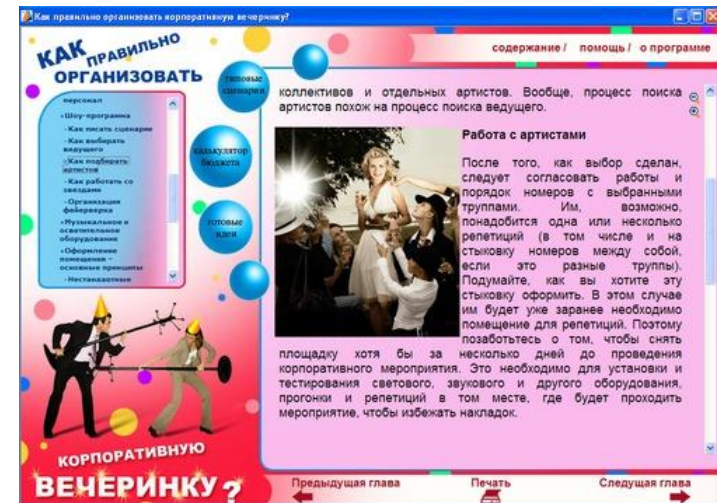 Как правильно организовать корпоративную вечеринку?
КАК ПРАВИЛЬНО
ОРГАНИЗОВАТЬ
содержание / помощь / о программе
типовые
сценарии
калькулятор
бюджета
готовые
идеи
персонал
•Шоу-программа
-Как писать сценарие
-Как выбирать
ведущего
-Как подбирать
артистов
-Как работать со
звездами
-Организация
фейерверка
•Музыкальное и
осветительное
оборудование
•Оформление
помещения –
основные принципы
-Нестандартные
коллективов и отдельных артистов. Вообще, процесс поиска
артистов похож на процесс поиска ведущего.
Работа с артистами
После того, как выбор сделан,
следует согласовать работы и
порядок номеров с выбранными
труппами. Им, возможно,
понадобится одна или несколько
репетиций (в том числе и на
стыковку номеров между собой,
если это разные труппы).
Подумайте, как вы хотите эту
стыковку оформить. В этом случае
им будет уже заранее необходимо
помещение для репетиций. Поэтому
позаботьтесь о том, чтобы снять
площадку хотя бы за несколько дней до проведения
корпоративного мероприятия. Это необходимо для установки и
тестирования светового, звукового и другого оборудования,
прогонки и репетиций в том месте, где будет проходить
мероприятие, чтобы избежать накладок.
КОРПОРАТИВНУЮ
ВЕЧЕРИНКУ?
Предыдущая глава
Печать
Следущая глава